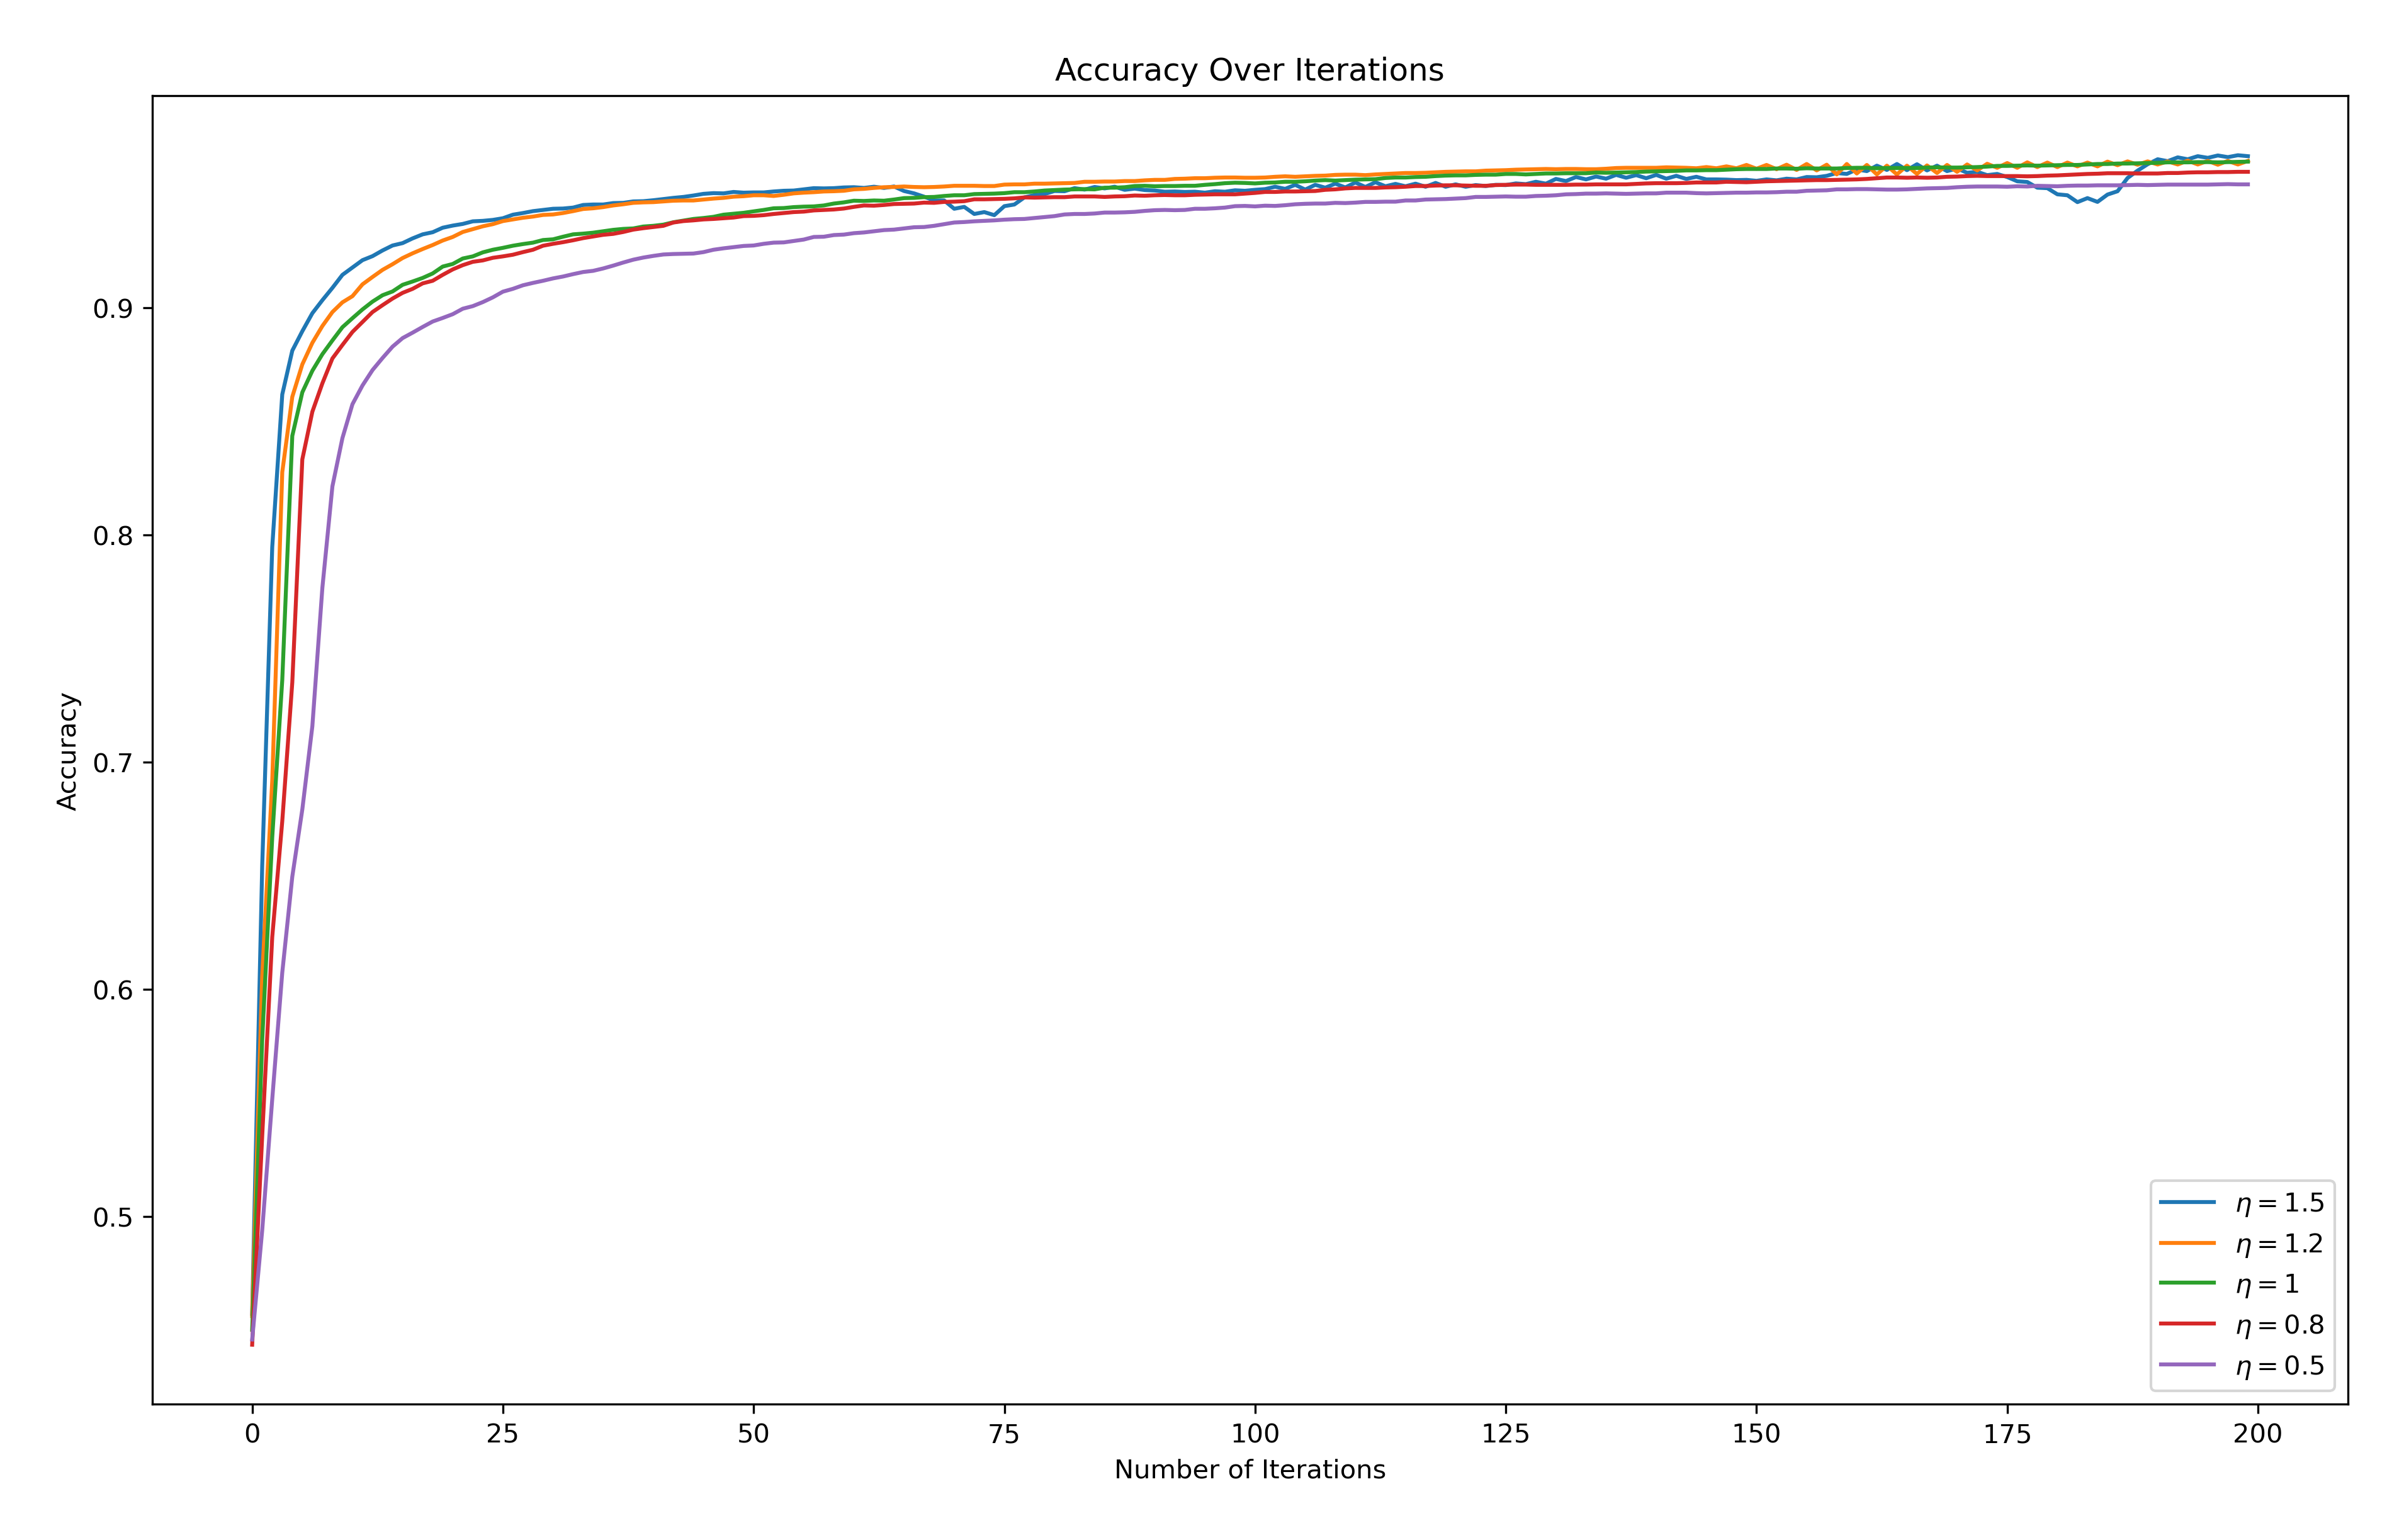 Accuracy Over Iterations
Accuracy
0.9
0.8
0.7
0.6
0.5
0 25 50 75 100 125 150 175 200
Number of Iterations
η = 1.5
η = 1.2
η = 1
η = 0.8
η = 0.5